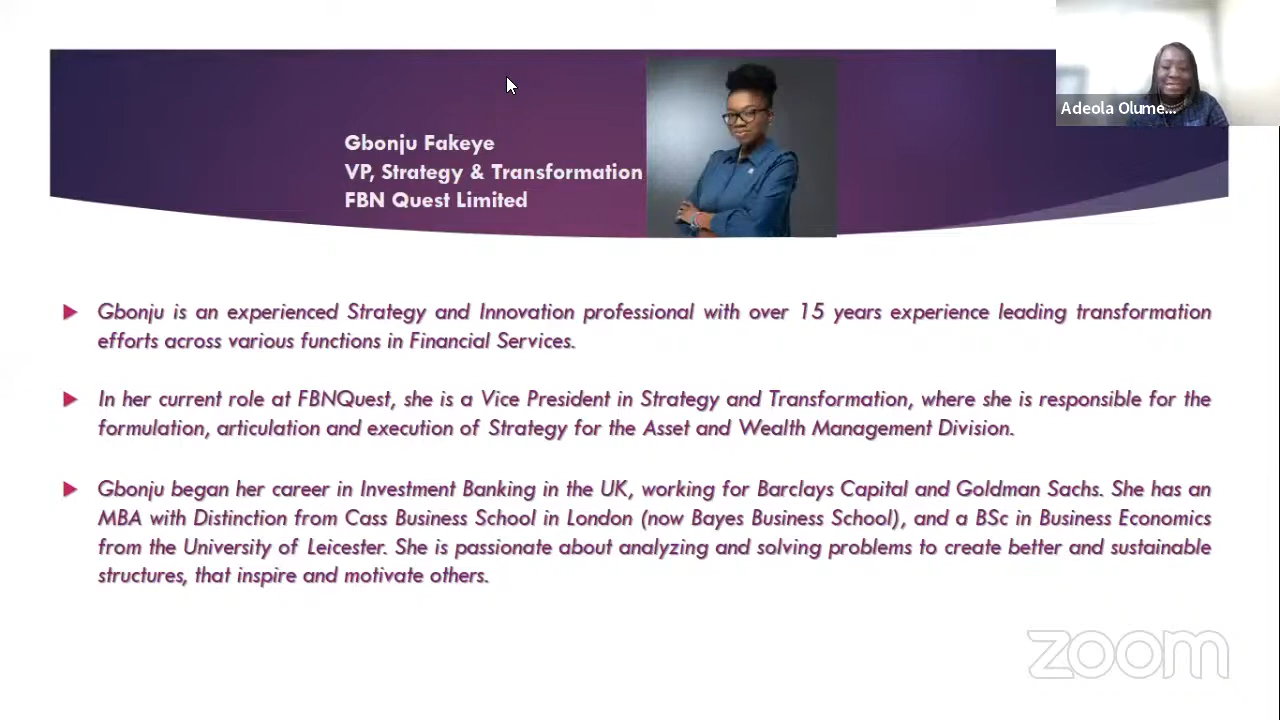 Adeola Olume...
Gbonju Fakeye
VP, Strategy & Transformation
FBN Quest Limited
Gbonju is an experienced Strategy and Innovation professional with over 15 years experience leading transformation
efforts across various functions in Financial Services.
In her current role at FBNQuest, she is a Vice President in Strategy and Transformation, where she is responsible for the
formulation, articulation and execution of Strategy for the Asset and Wealth Management Division.
Gbonju began her career in Investment Banking in the UK, working for Barclays Capital and Goldman Sachs. She has an
MBA with Distinction from Cass Business School in London (now Bayes Business School), and a BSc in Business Economics
from the University of Leicester. She is passionate about analyzing and solving problems to create better and sustainable
structures, that inspire and motivate others.
zoom